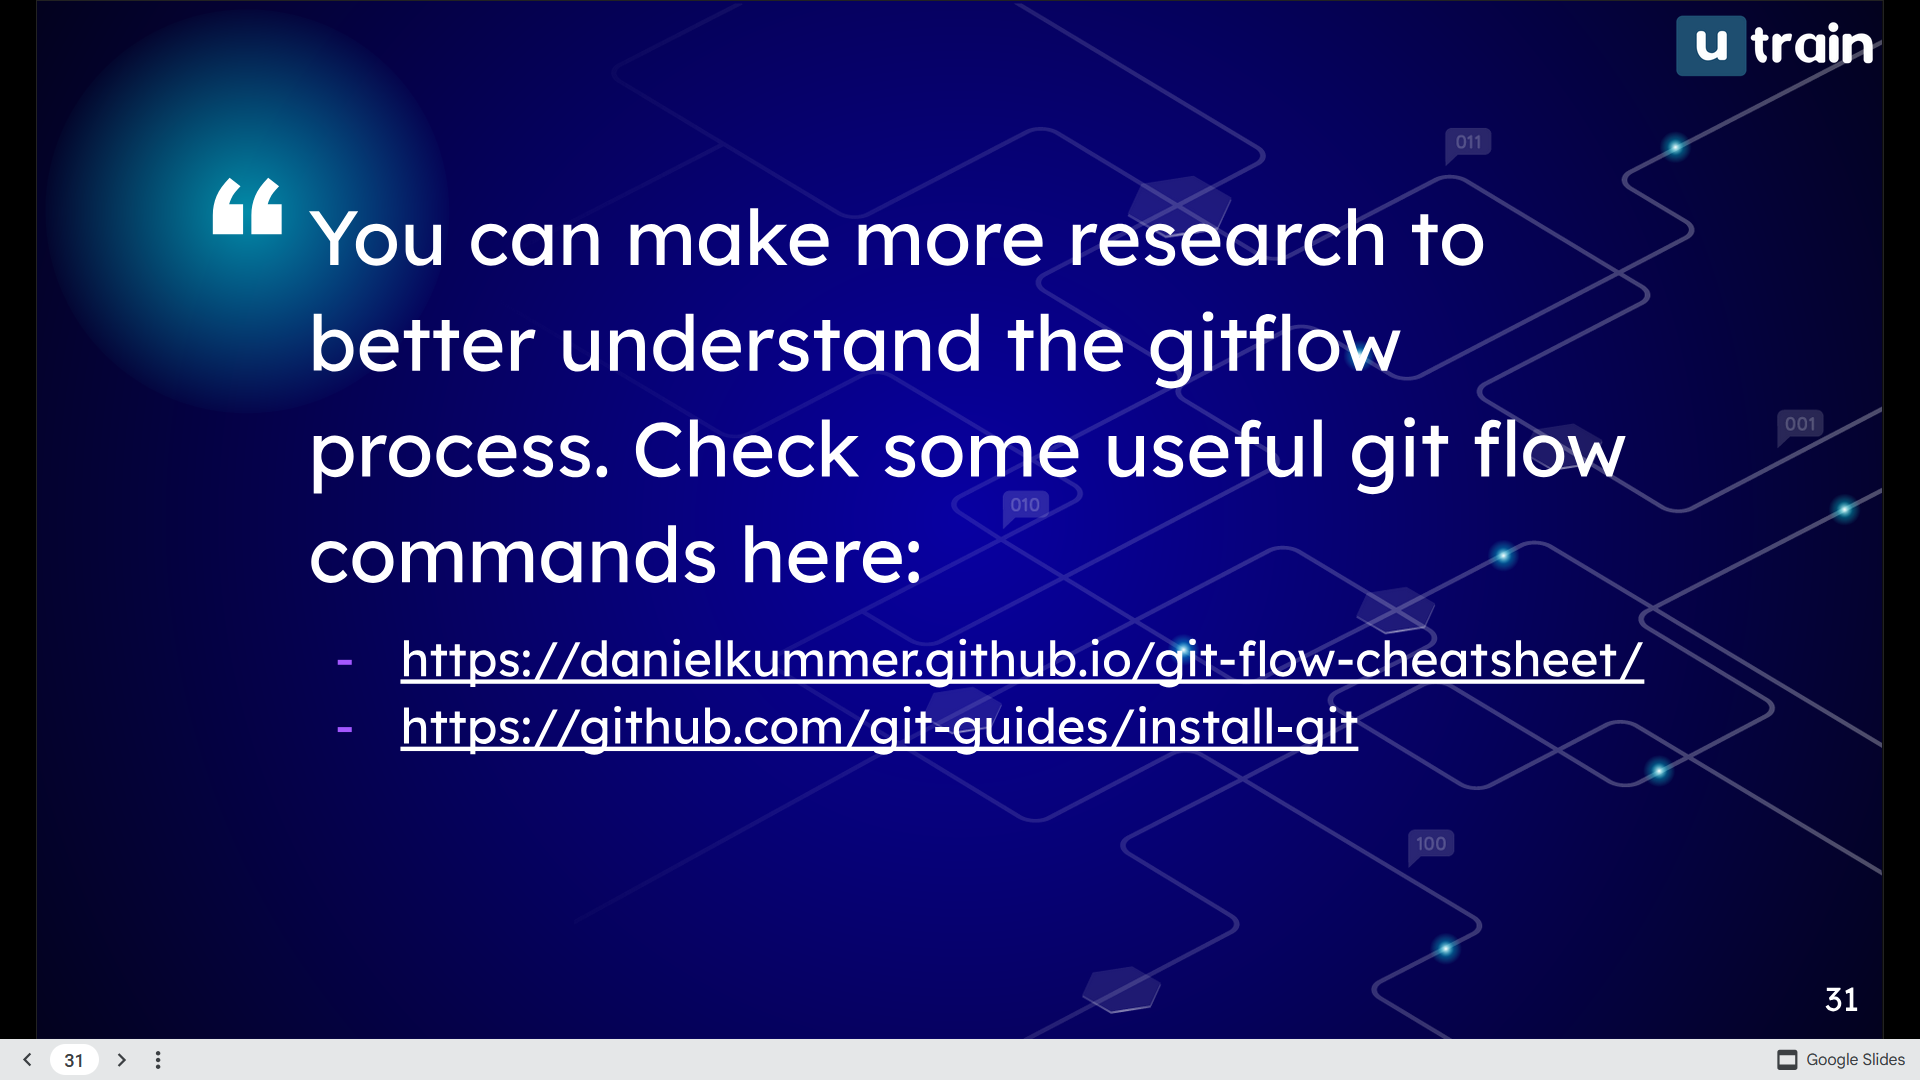 u train
011
“ You can make more research to
better understand the gitflow
process. Check some useful git flow
commands here:
001
010
- https://danielkummer.github.io/git-flow-cheatsheet/
- https://github.com/git-guides/install-git
100
31
31
Google Slides